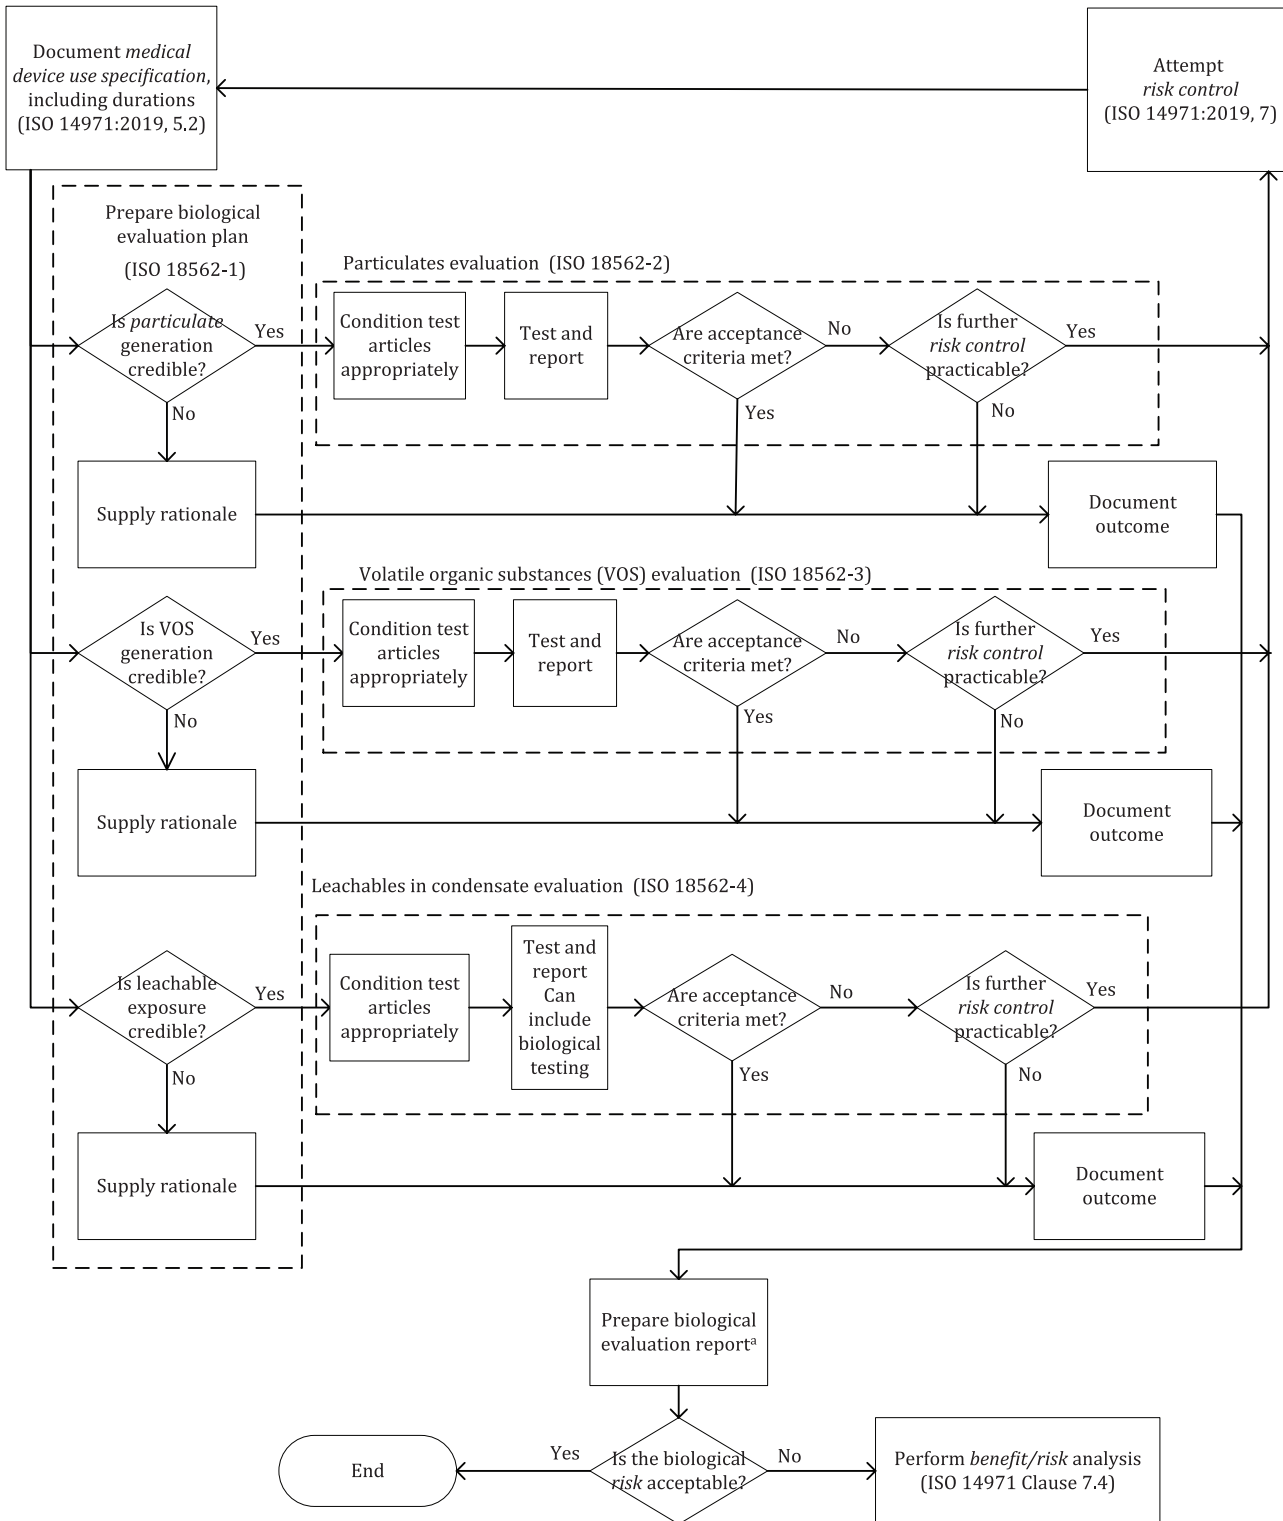 Document medical
device use specification,
including durations
(ISO 14971:2019, 5.2)
Attempt
risk control
(ISO 14971:2019, 7)
Prepare biological
evaluation plan
(ISO 18562-1)
Particulates evaluation (ISO 18562-2)
Is particulate
generation
credible?
Yes
No
Condition test
articles
appropriately
Test and
report
Are acceptance
criteria met?
No
Yes
Is further
risk control
practicable?
Yes
No
Supply rationale
Document
outcome
Volatile organic substances (VOS) evaluation (ISO 18562-3)
Is VOS
generation
credible?
Yes
No
Condition test
articles
appropriately
Test and
report
Are acceptance
criteria met?
No
Yes
Is further
risk control
practicable?
Yes
No
Supply rationale
Document
outcome
Leachables in condensate evaluation (ISO 18562-4)
Is leachable
exposure
credible?
Yes
No
Condition test
articles
appropriately
Test and
report
Can
include
biological
testing
Are acceptance
criteria met?
No
Yes
Is further
risk control
practicable?
Yes
No
Supply rationale
Document
outcome
Prepare biological
evaluation reportᵃ
Is the biological
risk acceptable?
Yes
No
End
Perform benefit/risk analysis
(ISO 14971 Clause 7.4)